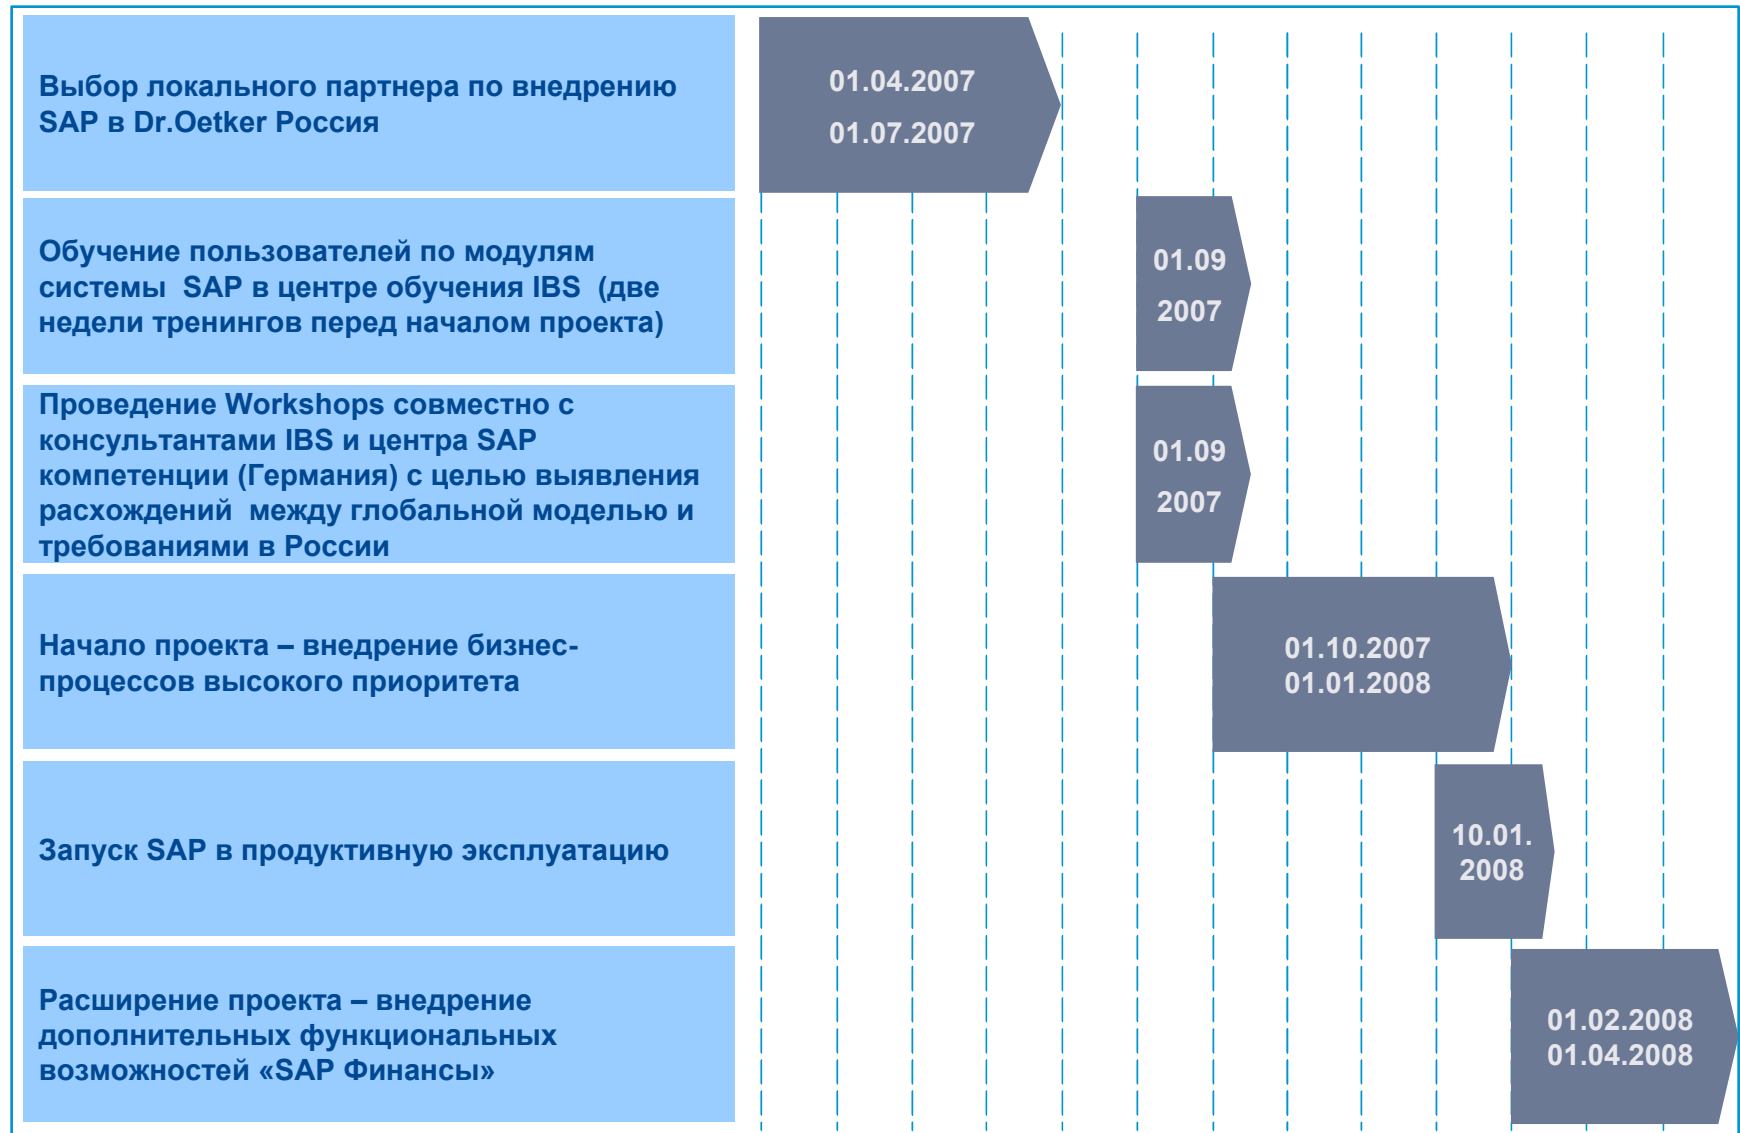 Выбор локального партнера по внедрению
SAP в Dr.Oetker Россия
01.04.2007
01.07.2007
Обучение пользователей по модулям
системы SAP в центре обучения IBS (две
недели тренингов перед началом проекта)
01.09
2007
Проведение Workshops совместно с
консультантами IBS и центра SAP
компетенции (Германия) с целью выявления
расхождений между глобальной моделью и
требованиями в России
01.09
2007
Начало проекта – внедрение бизнес-
процессов высокого приоритета
01.10.2007
01.01.2008
Запуск SAP в продуктивную эксплуатацию
10.01.
2008
Расширение проекта – внедрение
дополнительных функциональных
возможностей «SAP Финансы»
01.02.2008
01.04.2008